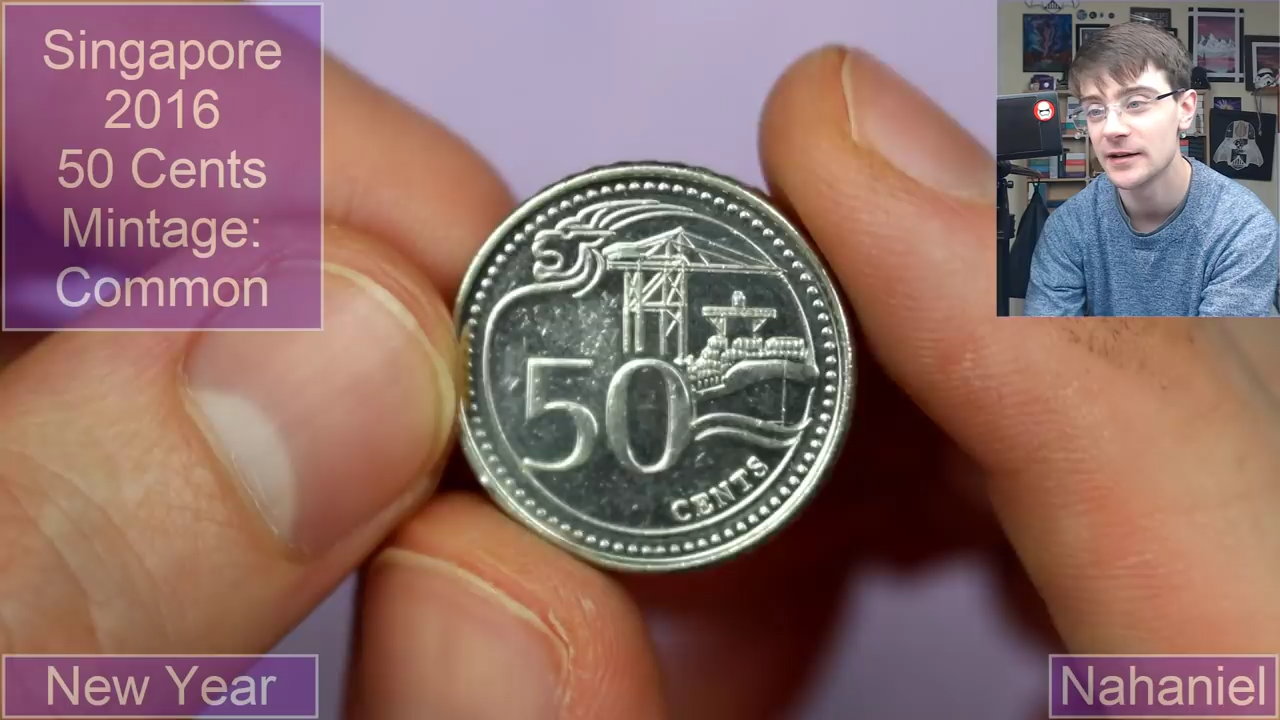 Singapore
2016
50 Cents
Mintage:
Common
50
CENTS
New Year
Nahaniel